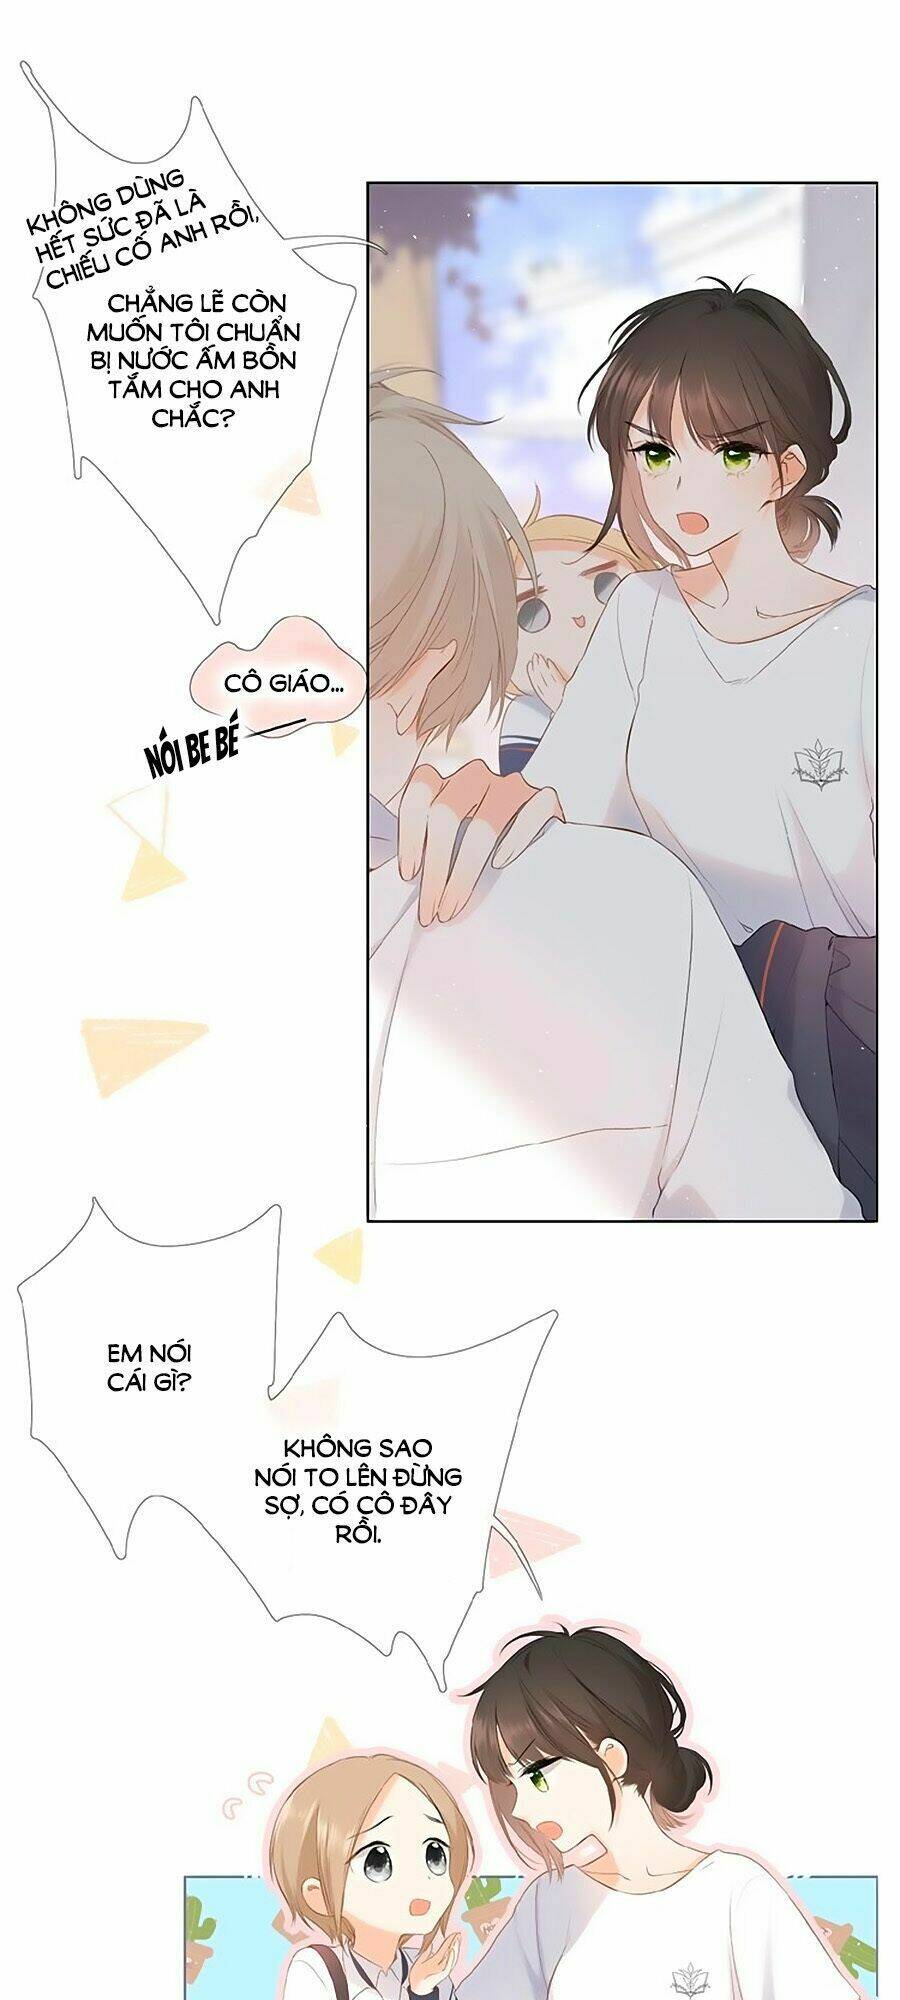 KHÔNG DÙNG
HẾT SỨC ĐÃ LÀ
CHIẾU CỐ ANH RỒI,
CHẲNG LẼ CÒN
MUỐN TÔI CHUẨN
BỊ NƯỚC ẤM BỒN
TẮM CHO ANH
CHẮC?
CÔ GIÁO...
NÓI BE BÉ
EM NÓI
CÁI GÌ?
KHÔNG SAO
NÓI TO LÊN ĐỪNG
SỢ, CÓ CÔ ĐÂY
RỒI.